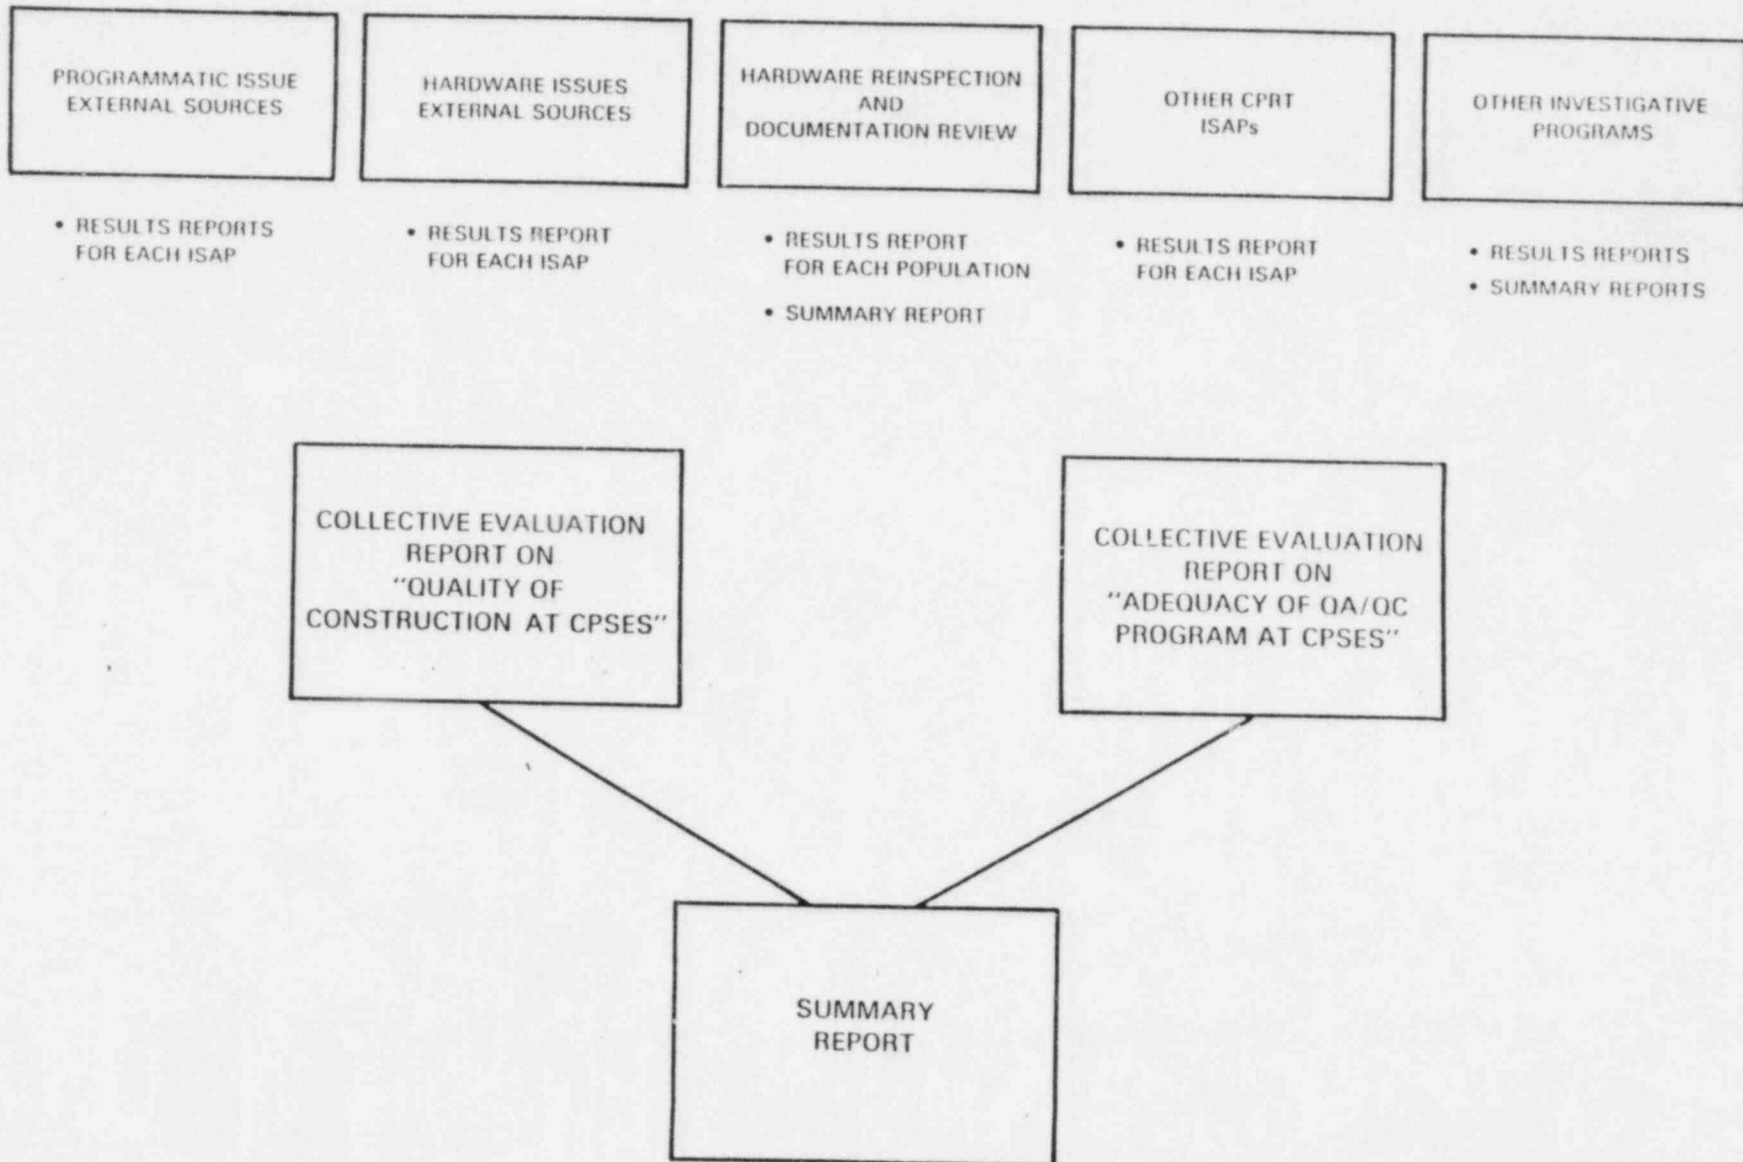 PROGRAMMATIC ISSUE
EXTERNAL SOURCES
• RESULTS REPORTS
FOR EACH ISAP
HARDWARE ISSUES
EXTERNAL SOURCES
• RESULTS REPORT
FOR EACH ISAP
HARDWARE REINSPECTION
AND
DOCUMENTATION REVIEW
• RESULTS REPORT
FOR EACH POPULATION
• SUMMARY REPORT
OTHER CPRT
ISAPs
• RESULTS REPORT
FOR EACH ISAP
OTHER INVESTIGATIVE
PROGRAMS
• RESULTS REPORTS
• SUMMARY REPORTS
COLLECTIVE EVALUATION
REPORT ON
"QUALITY OF
CONSTRUCTION AT CPSES"
COLLECTIVE EVALUATION
REPORT ON
"ADEQUACY OF QA/QC
PROGRAM AT CPSES"
SUMMARY
REPORT